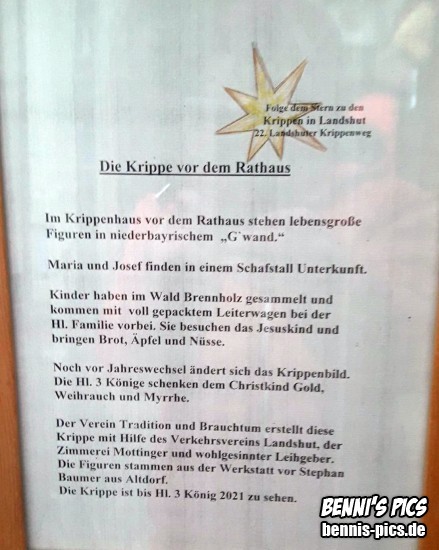 Folge dem Stern zu den
Krippen in Landshut
22. Landshuter Krippenweg
Die Krippe vor dem Rathaus
Im Krippenhaus vor dem Rathaus stehen lebensgroße
Figuren in niederbayrischem „G`wand.“
Maria und Josef finden in einem Schafstall Unterkunft.
Kinder haben im Wald Brennholz gesammelt und
kommen mit voll gepacktem Leiterwagen bei der
Hl. Familie vorbei. Sie besuchen das Jesuskind und
bringen Brot, Äpfel und Nüsse.
Noch vor Jahreswechsel ändert sich das Krippenbild.
Die Hl. 3 Könige schenken dem Christkind Gold,
Weihrauch und Myrrhe.
Der Verein Tradition und Brauchtum erstellt diese
Krippe mit Hilfe des Verkehrsvereins Landshut, der
Zimmerei Mottinger und wohlgesinnter Leihgeber.
Die Figuren stammen aus der Werkstatt vor Stephan
Baumer aus Altdorf.
Die Krippe ist bis Hl. 3 König 2021 zu sehen.
BENNI'S PICS
bennis-pics.de